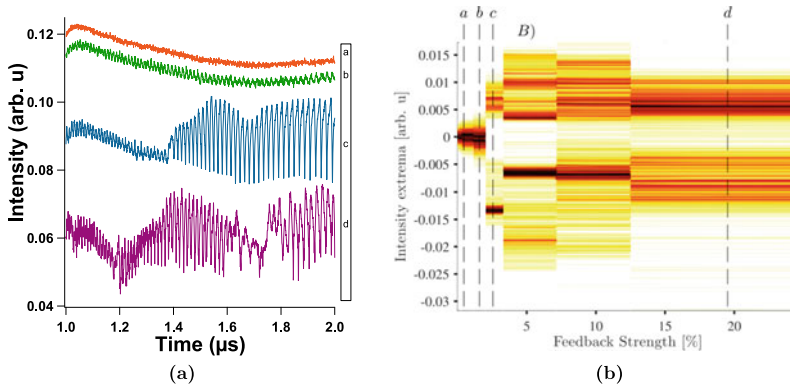 Intensity (arb. u)
0.12
0.10
0.08
0.06
0.04
1.0
1.2
1.4
1.6
1.8
2.0
Time (µs)
a
b
c
d
(a)
a
b
c
d
B)
Intensity extrema [arb. u]
0.015
0.01
0.005
0
-0.005
-0.01
-0.015
-0.02
-0.025
-0.03
5
10
15
20
Feedback Strength [%]
(b)